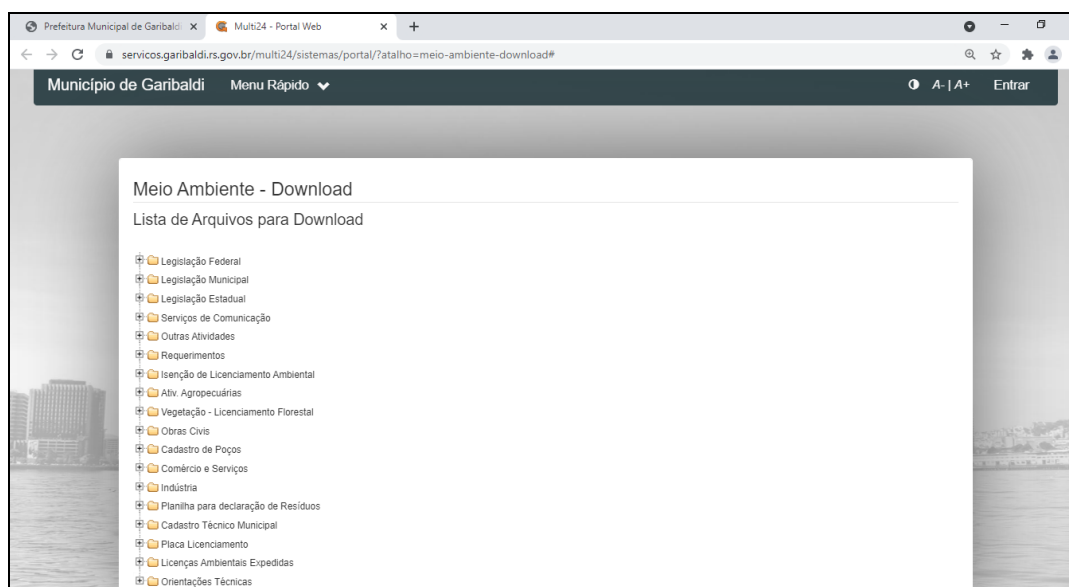 Prefeitura Municipal de Garibaldi
Multi24 - Portal Web
servicos.garibaldi.rs.gov.br/multi24/sistemas/portal/?atalho=meio-ambiente-download#
Município de Garibaldi Menu Rápido A- | A+ Entrar
Meio Ambiente - Download
Lista de Arquivos para Download
Legislação Federal
Legislação Municipal
Legislação Estadual
Serviços de Comunicação
Outras Atividades
Requerimentos
Isenção de Licenciamento Ambiental
Ativ. Agropecuárias
Vegetação - Licenciamento Florestal
Obras Civis
Cadastro de Poços
Comércio e Serviços
Indústria
Planilha para declaração de Resíduos
Cadastro Técnico Municipal
Placa Licenciamento
Licenças Ambientais Expedidas
Orientações Técnicas